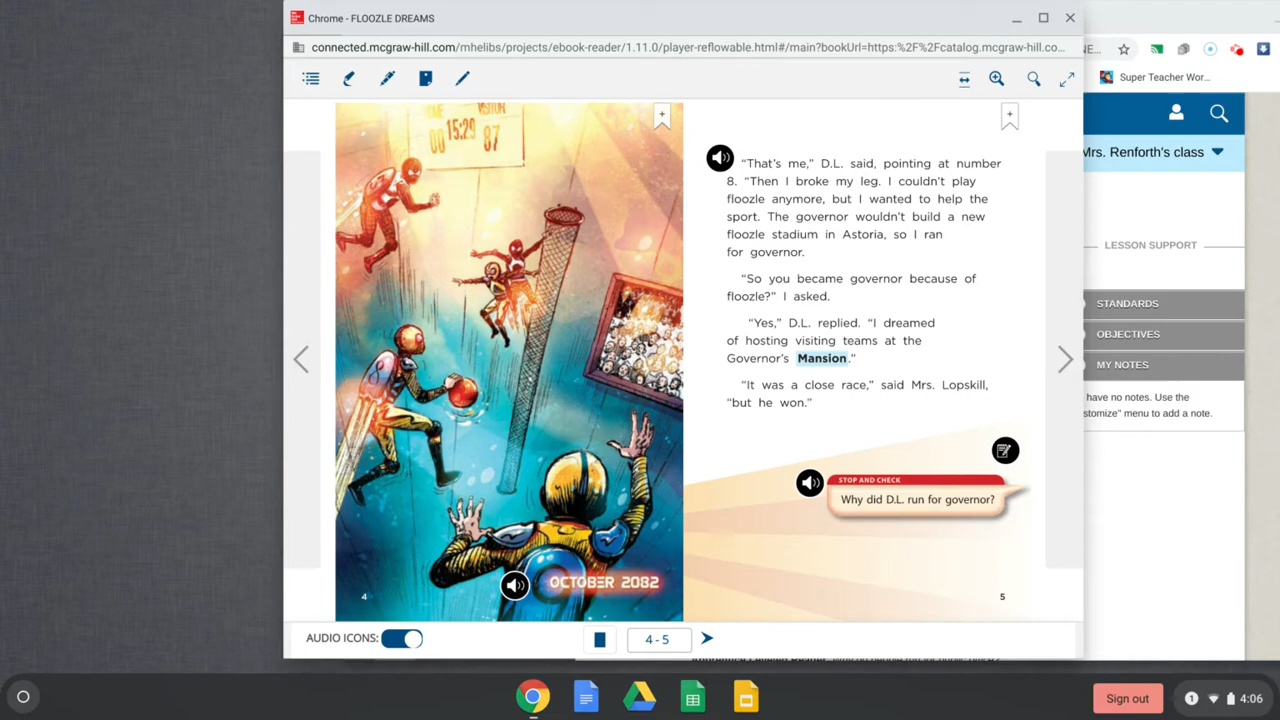 Chrome - FLOOZLE DREAMS
connected.mcgraw-hill.com/mhelibs/projects/ebook-reader/1.11.0/player-reflowable.html#/main?bookUrl=https:%2F%2Fcatalog.mcgraw-hill.co...
NE...
Super Teacher Wor...
Mrs. Renforth's class
LESSON SUPPORT
STANDARDS
OBJECTIVES
MY NOTES
have no notes. Use the
stomize" menu to add a note.
VISITOR
00 15:29 87
OCTOBER 2082
4
“That’s me,” D.L. said, pointing at number
8. “Then I broke my leg. I couldn’t play
floozle anymore, but I wanted to help the
sport. The governor wouldn’t build a new
floozle stadium in Astoria, so I ran
for governor.
“So you became governor because of
floozle?” I asked.
“Yes,” D.L. replied. “I dreamed
of hosting visiting teams at the
Governor’s Mansion.”
“It was a close race,” said Mrs. Lopskill,
“but he won.”
STOP AND CHECK
Why did D.L. run for governor?
5
AUDIO ICONS:
4 - 5
Sign out
1
4:06